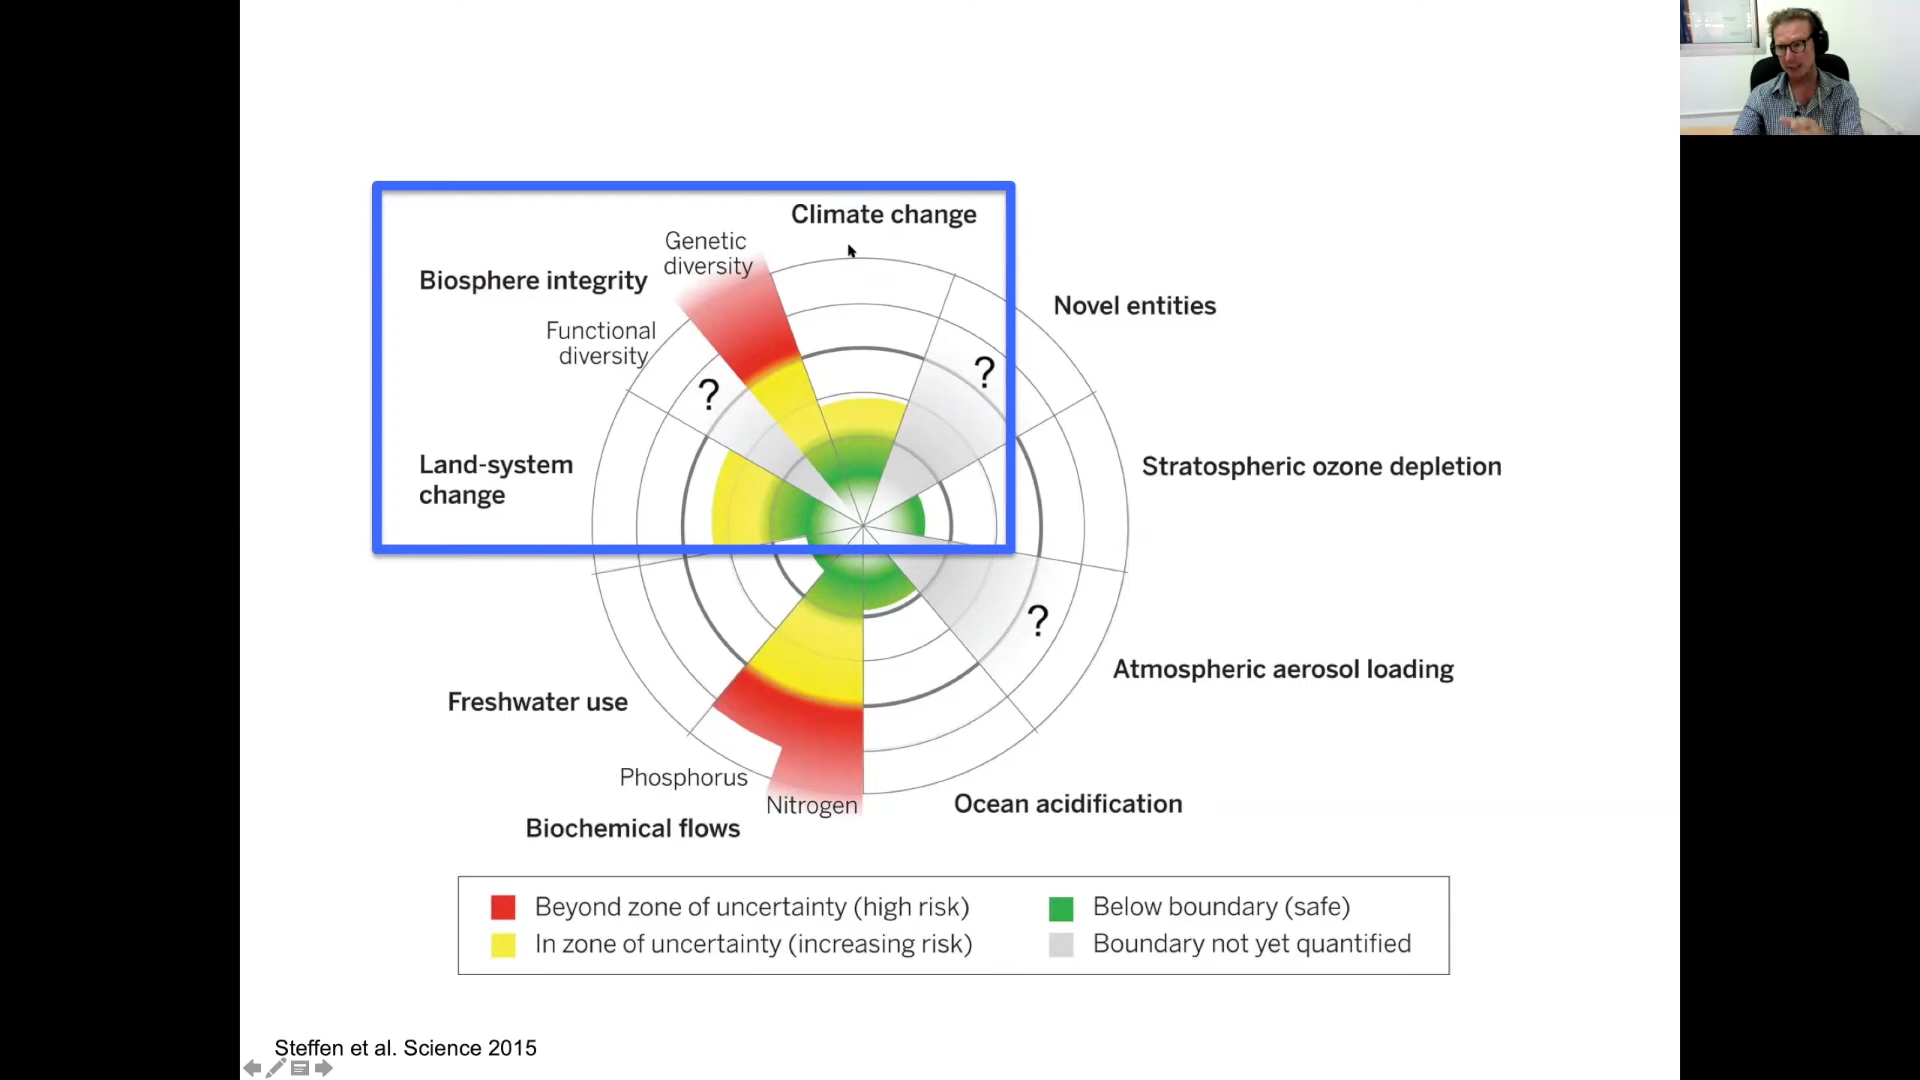 Climate change
Genetic
diversity
Biosphere integrity
Novel entities
Functional
diversity
?
?
Land-system
change
Stratospheric ozone depletion
?
Atmospheric aerosol loading
Freshwater use
Phosphorus
Nitrogen
Ocean acidification
Biochemical flows
Beyond zone of uncertainty (high risk)
Below boundary (safe)
In zone of uncertainty (increasing risk)
Boundary not yet quantified
Steffen et al. Science 2015